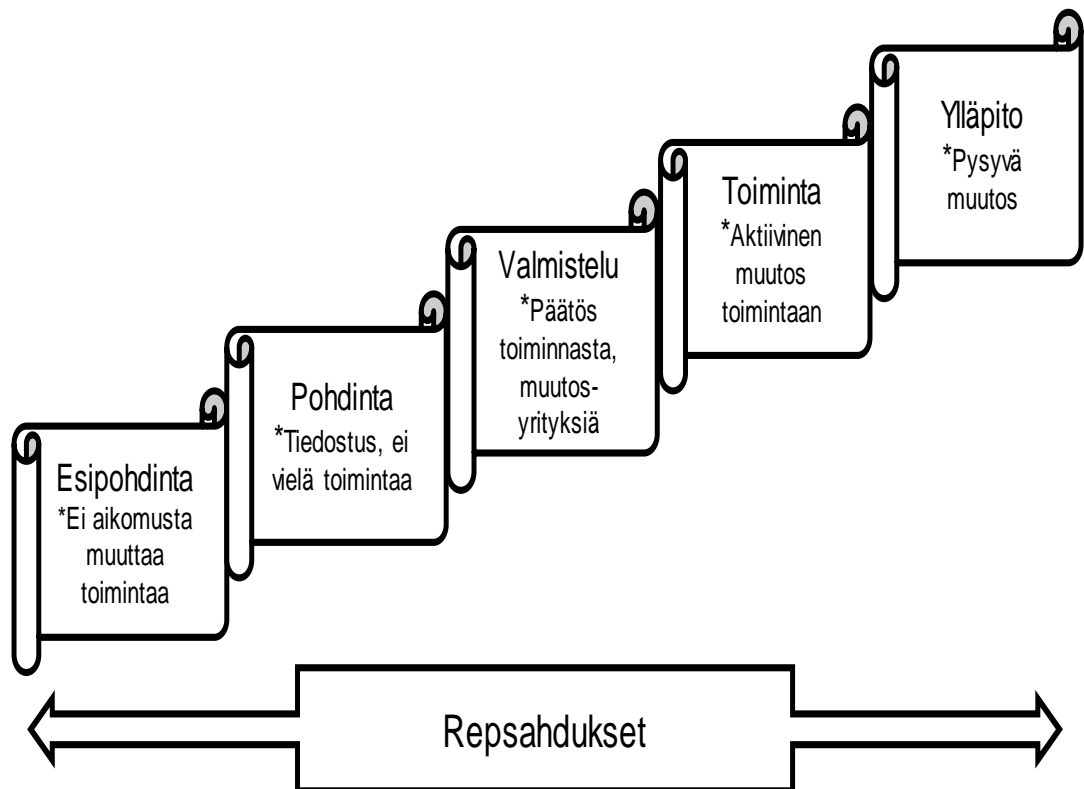 Esipohdinta
*Ei aikomusta
muuttaa
toimintaa
Pohdinta
*Tiedostus, ei
vielä toimintaa
Valmistelu
*Päätös
toiminnasta,
muutos-
yrityksiä
Toiminta
*Aktiivinen
muutos
toimintaan
Ylläpito
*Pysyvä
muutos
Repsahdukset